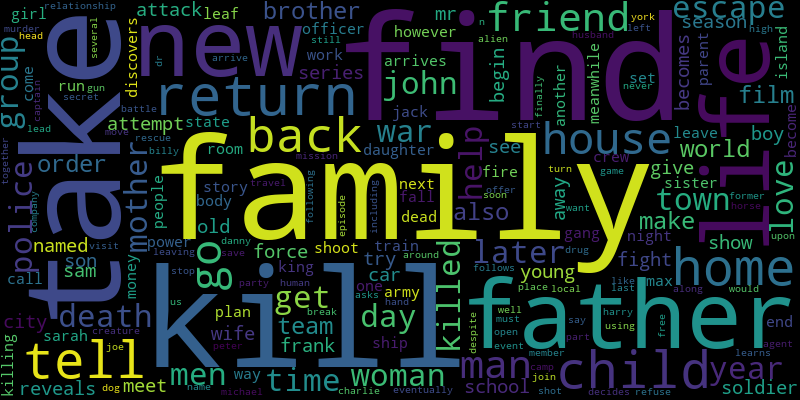 girl
attack
leaf
brother
mr
n
friend
york
escape
relationship
murder
head
several
new
officer
however
alien
find
husband
left
season
high
group
come
discovers
dr
arrive
still
work
arrives
begin
another
meanwhile
set
never
becomes
parent
island
run
gun
return
series
john
finally
film
secret
captain
battle
attempt
state
jack
war
start
house
leave
boy
lead
move
rescue
billy
room
back
daughter
see
crew
world
become
take
order
mother
mission
help
fire
offer
turn
game
give
life
together
police
people
story
travel
following
family
next
fall
soon
away
want
sister
former
horse
love
company
body
episode
including
dead
also
town
upon
named
visit
old
power
danny
make
show
son
leaving
go
save
force
shoot
train
around
later
gang
night
sam
money
stop
king
try
killed
follows
young
drug
fight
home
call
us
party
human
car
one
asks
army
hand
get
place
local
max
like
last
along
would
death
kill
plan
break
day
despite
well
must
say
harry
using
free
father
end
city
sarah
creature
wife
team
ship
open
event
part
agent
killing
tell
joe
peter
frank
man
member
learns
child
year
reveals
meet
dog
men
way
time
woman
school
camp
join
shot
decides
refuse
soldier
name
michael
charlie
eventually